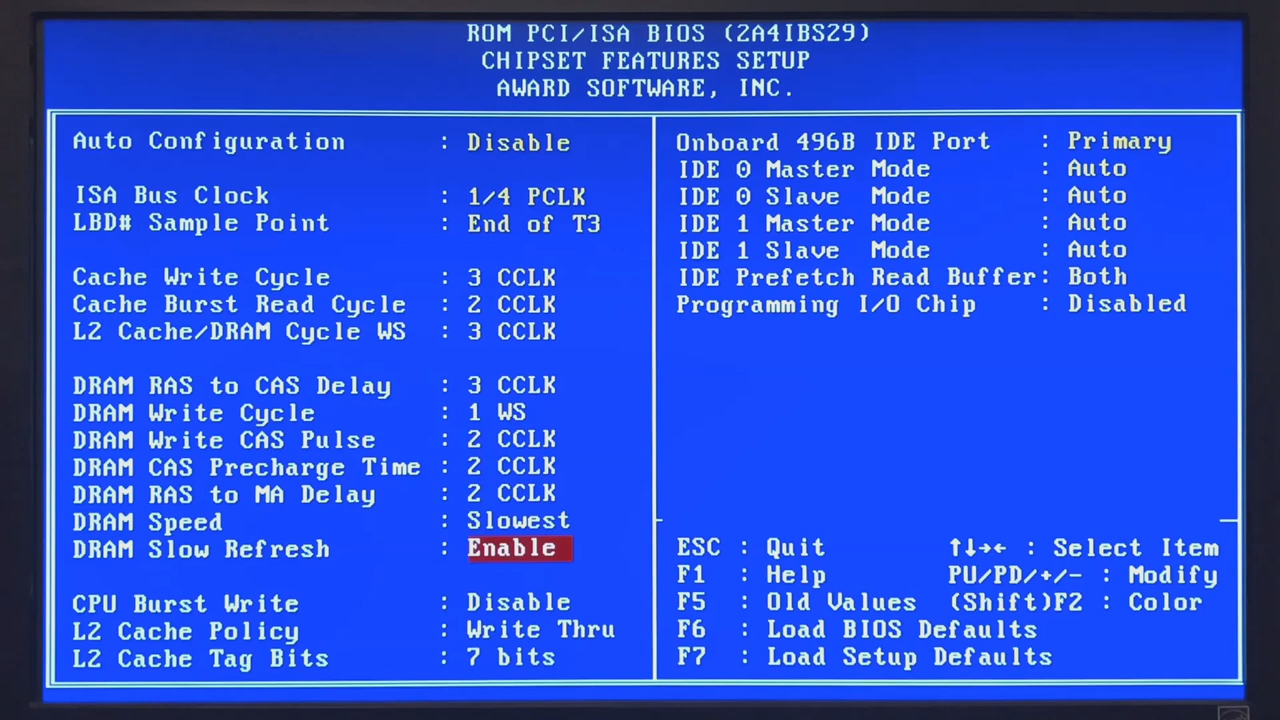 ROM PCI/ISA BIOS (2A4IBS29)
CHIPSET FEATURES SETUP
AWARD SOFTWARE, INC.
Auto Configuration : Disable
ISA Bus Clock : 1/4 PCLK
LBD# Sample Point : End of T3
Cache Write Cycle : 3 CCLK
Cache Burst Read Cycle : 2 CCLK
L2 Cache/DRAM Cycle WS : 3 CCLK
DRAM RAS to CAS Delay : 3 CCLK
DRAM Write Cycle : 1 WS
DRAM Write CAS Pulse : 2 CCLK
DRAM CAS Precharge Time : 2 CCLK
DRAM RAS to MA Delay : 2 CCLK
DRAM Speed : Slowest
DRAM Slow Refresh : Enable
CPU Burst Write : Disable
L2 Cache Policy : Write Thru
L2 Cache Tag Bits : 7 bits
Onboard 496B IDE Port : Primary
IDE 0 Master Mode : Auto
IDE 0 Slave Mode : Auto
IDE 1 Master Mode : Auto
IDE 1 Slave Mode : Auto
IDE Prefetch Read Buffer: Both
Programming I/O Chip : Disabled
ESC : Quit ↑↓→← : Select Item
F1 : Help PU/PD/+/- : Modify
F5 : Old Values (Shift)F2 : Color
F6 : Load BIOS Defaults
F7 : Load Setup Defaults